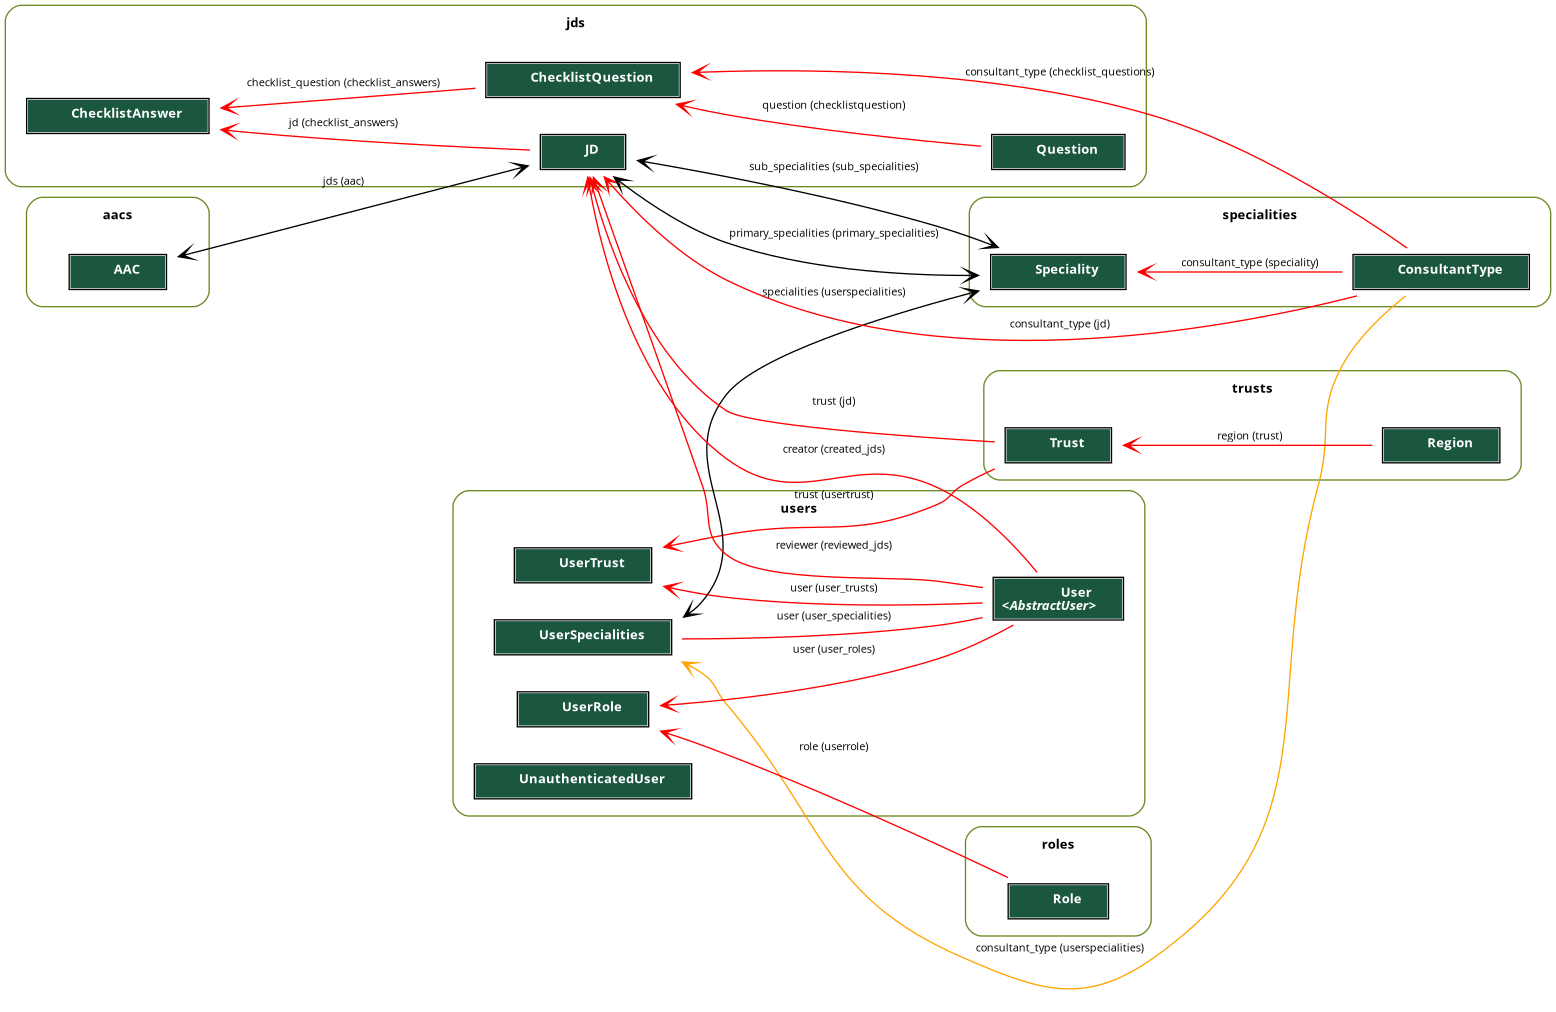 jds
consultant_type (checklist_questions)
ChecklistQuestion
checklist_question (checklist_answers)
question (checklistquestion)
ChecklistAnswer
jd (checklist_answers)
JD
Question
sub_specialities (sub_specialities)
jds (aac)
aacs
specialities
primary_specialities (primary_specialities)
AAC
consultant_type (speciality)
Speciality
ConsultantType
specialities (userspecialities)
consultant_type (jd)
trusts
trust (jd)
region (trust)
Trust
Region
creator (created_jds)
trust (usertrust)
users
reviewer (reviewed_jds)
UserTrust
user (user_trusts)
User
<AbstractUser>
user (user_specialities)
UserSpecialities
user (user_roles)
UserRole
role (userrole)
UnauthenticatedUser
roles
Role
consultant_type (userspecialities)